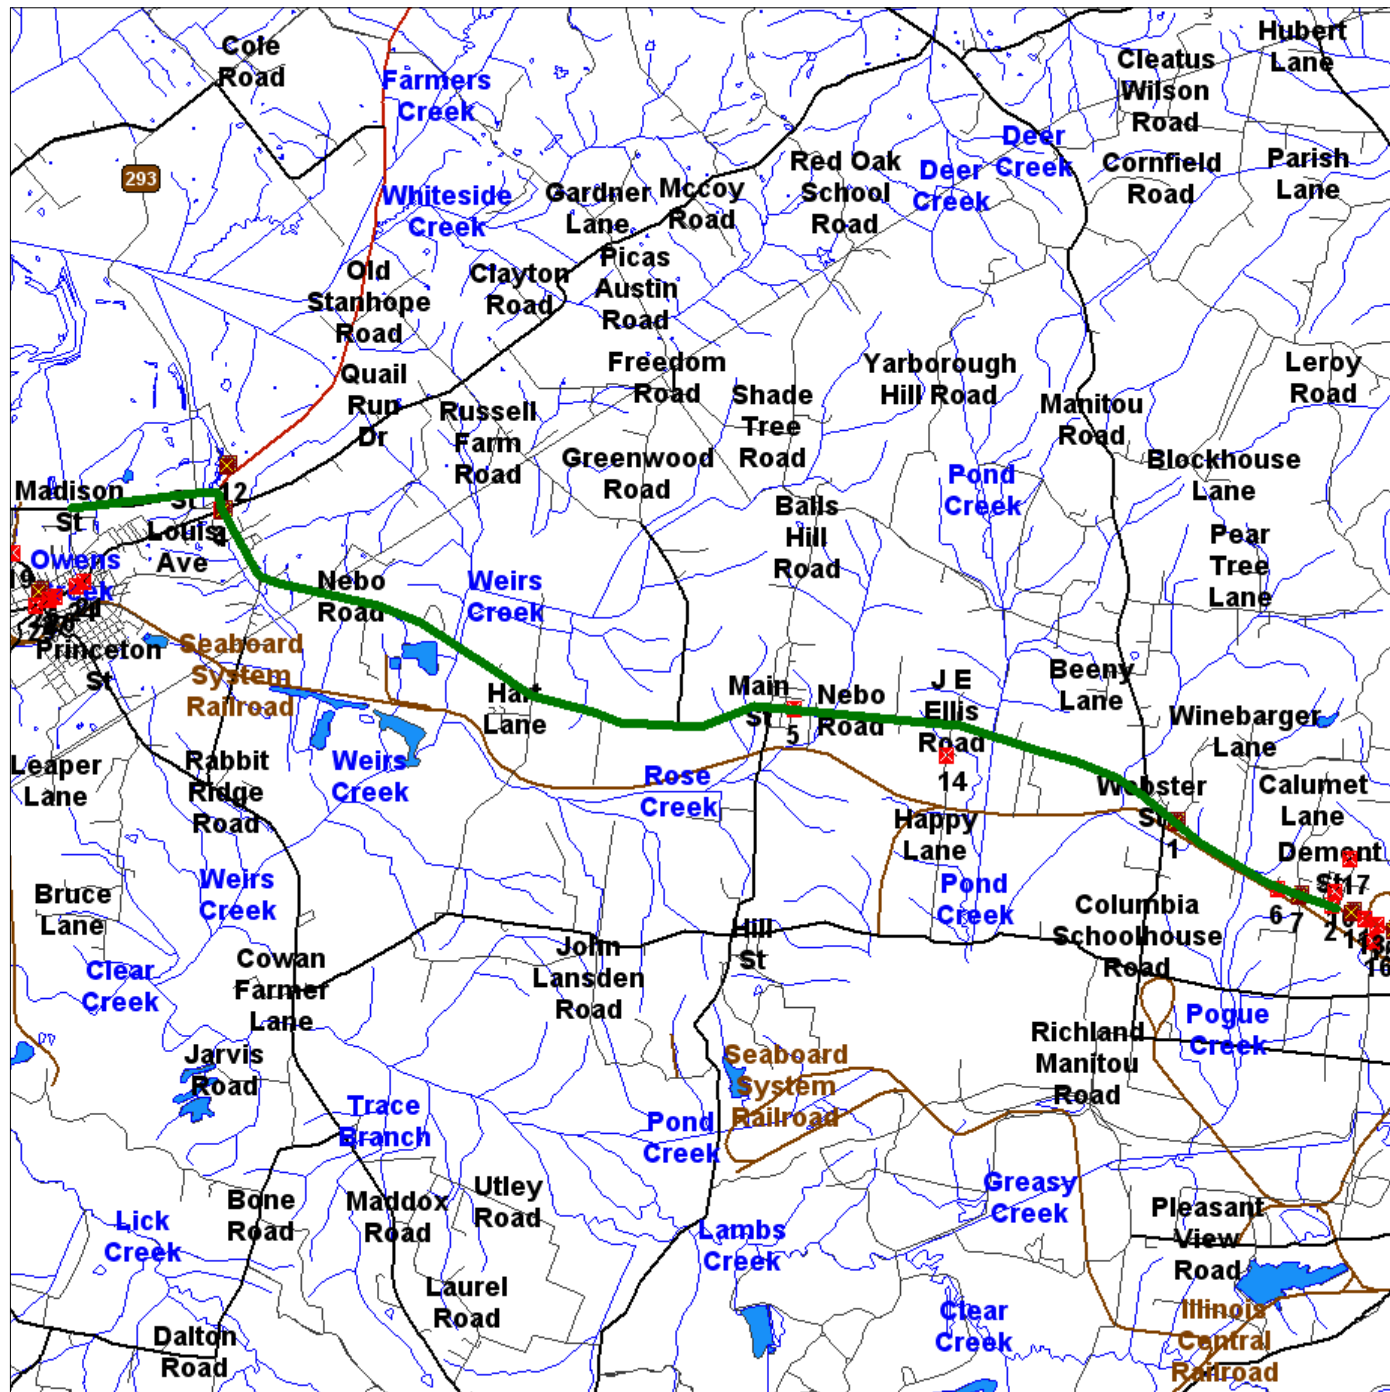 Hubert
Lane
Cole
Road
Cleatus
Wilson
Road
Farmers
Creek
Deer
Creek
293
Red Oak
School
Road
Deer
Creek
Cornfield
Road
Parish
Lane
Whiteside
Creek
Gardner
Lane
Mccoy
Road
Picas
Austin
Road
Old
Stanhope
Road
Clayton
Road
Freedom
Road
Yarborough
Hill Road
Leroy
Road
Quail
Run
Dr
Shade
Tree
Road
Manitou
Road
Russell
Farm
Road
Greenwood
Road
Blockhouse
Lane
Pond
Creek
Madison
St
St
12
4
Louis
Ave
Balls
Hill
Road
Pear
Tree
Lane
Owens
Creek
19
Nebo
Road
Weirs
Creek
Princeton
St
Seaboard
System
Railroad
Hart
Lane
Main
St
5
Nebo
Road
J E
Ellis
Road
14
Beeny
Lane
Winebarger
Lane
Leaper
Lane
Rabbit
Ridge
Road
Weirs
Creek
Rose
Creek
Webster
1
Calumet
Lane
Happy
Lane
Dement
St
17
Bruce
Lane
Weirs
Creek
Pond
Creek
6
7
2
16
Columbia
Schoolhouse
Road
Hill
St
Clear
Creek
Cowan
Farmer
Lane
John
Lansden
Road
Pogue
Creek
Richland
Manitou
Road
Jarvis
Road
Seaboard
System
Railroad
Trace
Branch
Pond
Creek
Bone
Road
Maddox
Road
Utley
Road
Greasy
Creek
Lick
Creek
Lambs
Creek
Pleasant
View
Road
Laurel
Road
Clear
Creek
Illinois
Central
Railroad
Dalton
Road